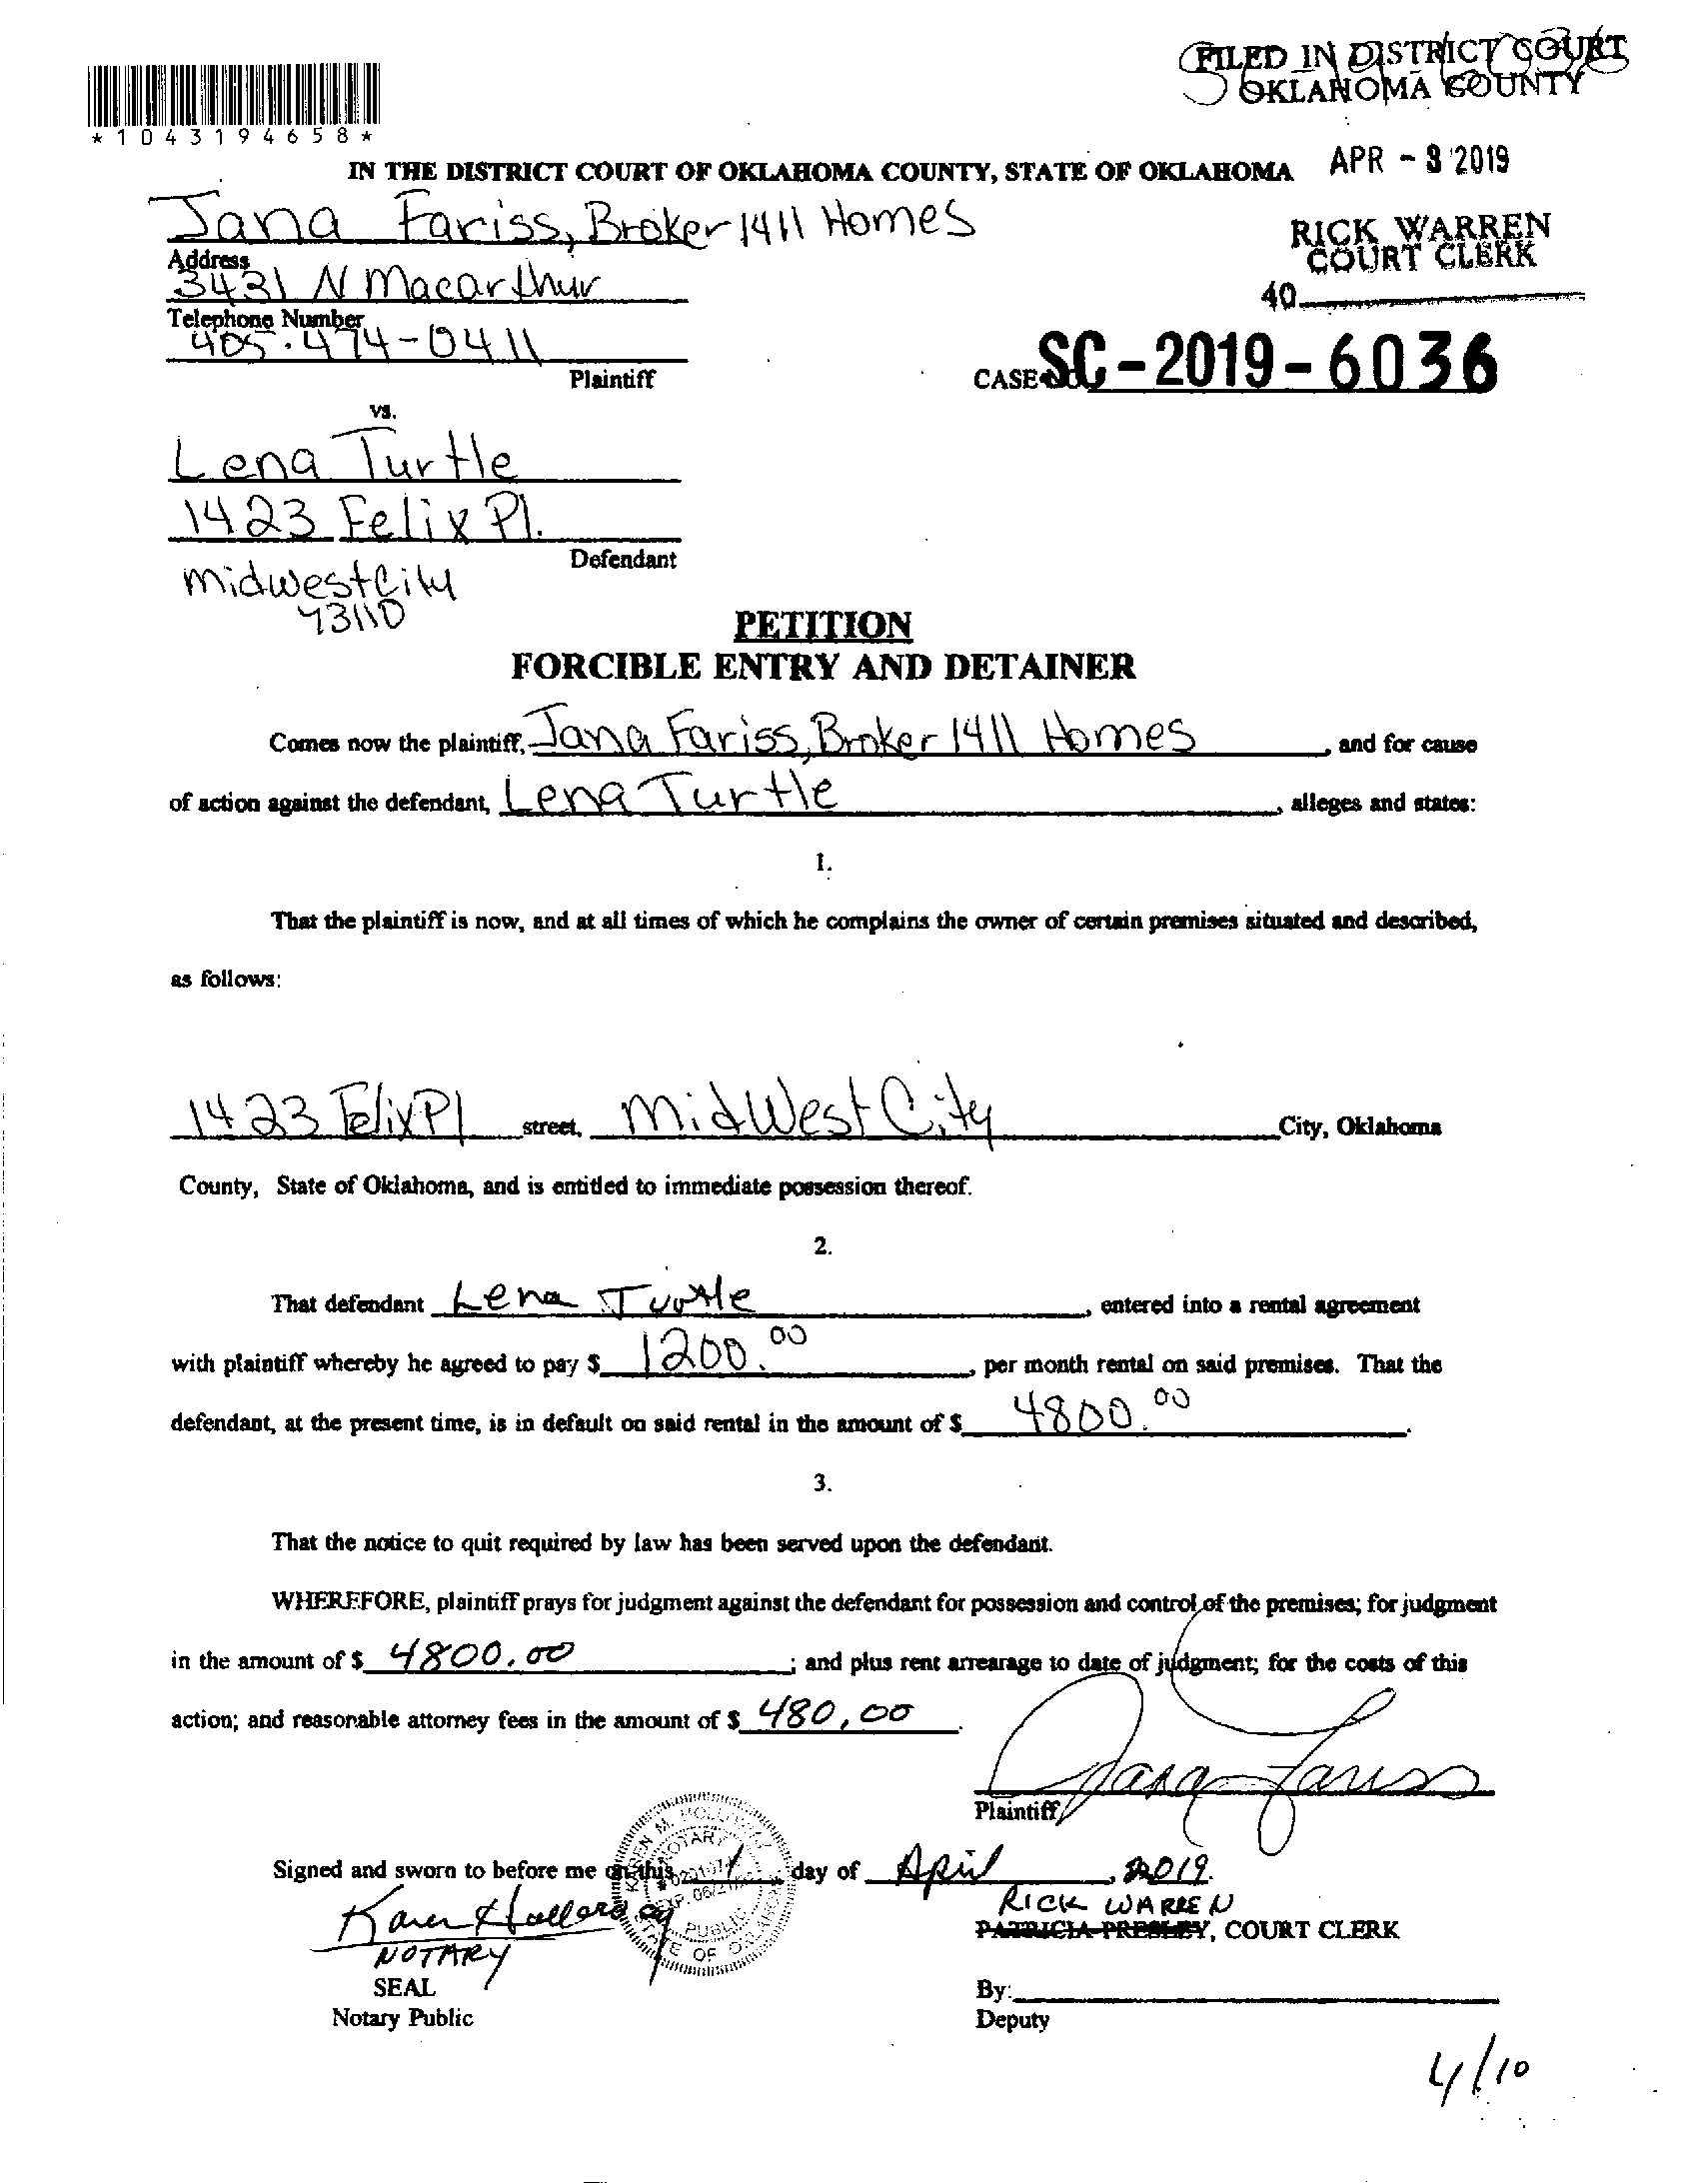 FILED IN DISTRICT COURT
OKLAHOMA COUNTY
*1043194658*
IN THE DISTRICT COURT OF OKLAHOMA COUNTY, STATE OF OKLAHOMA
APR - 3 2019
Jana Fariss, Broker 1411 Homes
RICK WARREN
COURT CLERK
Address
3431 N Macarthur
40
Telephone Number
405.474-0411
Plaintiff
CASE NO. SC-2019-6036
vs.
Lena Turtle
1423 Felix Pl.
Defendant
Midwest City
73110
PETITION
FORCIBLE ENTRY AND DETAINER
Comes now the plaintiff, Jana Fariss, Broker 1411 Homes, and for cause
of action against the defendant, Lena Turtle, alleges and states:
1.
That the plaintiff is now, and at all times of which he complains the owner of certain premises situated and described,
as follows:
1423 Felix Pl street, MidWest City City, Oklahoma
County, State of Oklahoma, and is entitled to immediate possession thereof.
2.
That defendant Lena Turtle, entered into a rental agreement
with plaintiff whereby he agreed to pay $ 1200.00, per month rental on said premises. That the
defendant, at the present time, is in default on said rental in the amount of $ 4800.00.
3.
That the notice to quit required by law has been served upon the defendant.
WHEREFORE, plaintiff prays for judgment against the defendant for possession and control of the premises; for judgment
in the amount of $ 4800.00; and plus rent arrearage to date of judgment; for the costs of this
action; and reasonable attorney fees in the amount of $ 480,00.
Jana Fariss
Plaintiff
Signed and sworn to before me on this 1 day of April, 2019.
Karen Holloway
RICK WARREN
PATRICIA PRESLEY, COURT CLERK
NOTARY
SEAL
Notary Public
By:
Deputy
4/10